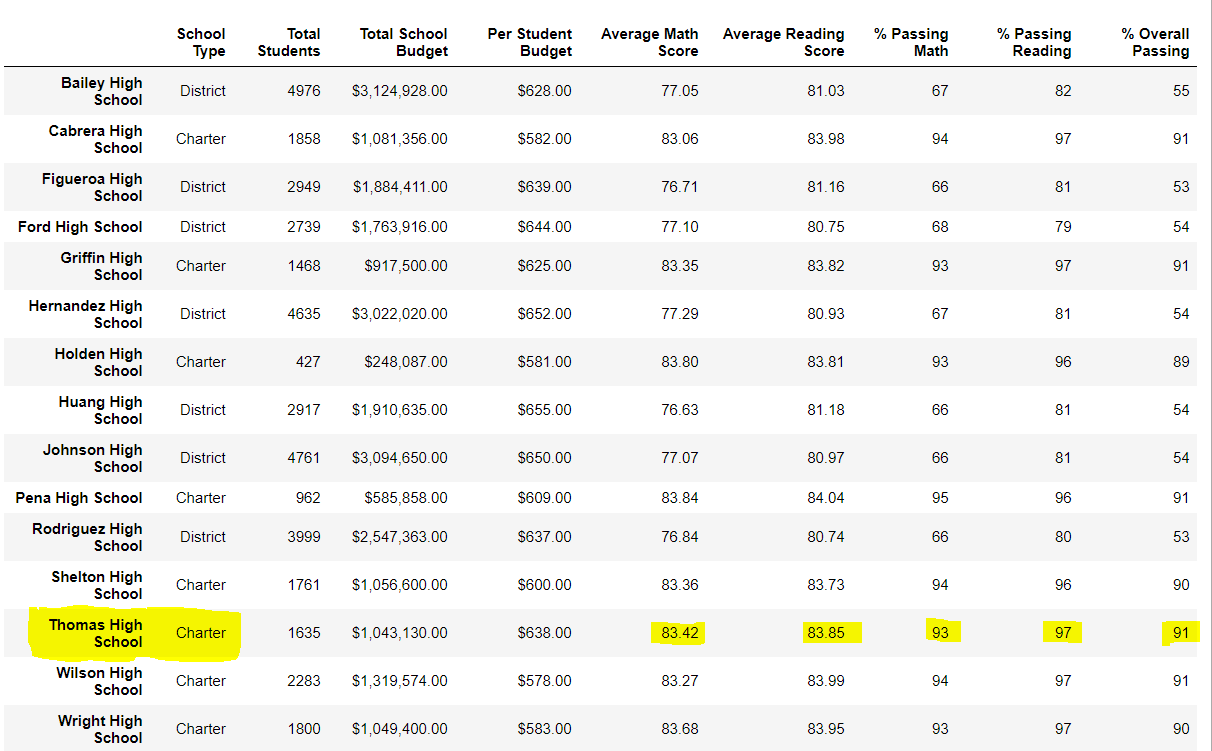 School Type Total Students Total School Budget Per Student Budget Average Math Score Average Reading Score % Passing Math % Passing Reading % Overall Passing
Bailey High School District 4976 $3,124,928.00 $628.00 77.05 81.03 67 82 55
Cabrera High School Charter 1858 $1,081,356.00 $582.00 83.06 83.98 94 97 91
Figueroa High School District 2949 $1,884,411.00 $639.00 76.71 81.16 66 81 53
Ford High School District 2739 $1,763,916.00 $644.00 77.10 80.75 68 79 54
Griffin High School Charter 1468 $917,500.00 $625.00 83.35 83.82 93 97 91
Hernandez High School District 4635 $3,022,020.00 $652.00 77.29 80.93 67 81 54
Holden High School Charter 427 $248,087.00 $581.00 83.80 83.81 93 96 89
Huang High School District 2917 $1,910,635.00 $655.00 76.63 81.18 66 81 54
Johnson High School District 4761 $3,094,650.00 $650.00 77.07 80.97 66 81 54
Pena High School Charter 962 $585,858.00 $609.00 83.84 84.04 95 96 91
Rodriguez High School District 3999 $2,547,363.00 $637.00 76.84 80.74 66 80 53
Shelton High School Charter 1761 $1,056,600.00 $600.00 83.36 83.73 94 96 90
Thomas High School Charter 1635 $1,043,130.00 $638.00 83.42 83.85 93 97 91
Wilson High School Charter 2283 $1,319,574.00 $578.00 83.27 83.99 94 97 91
Wright High School Charter 1800 $1,049,400.00 $583.00 83.68 83.95 93 97 90